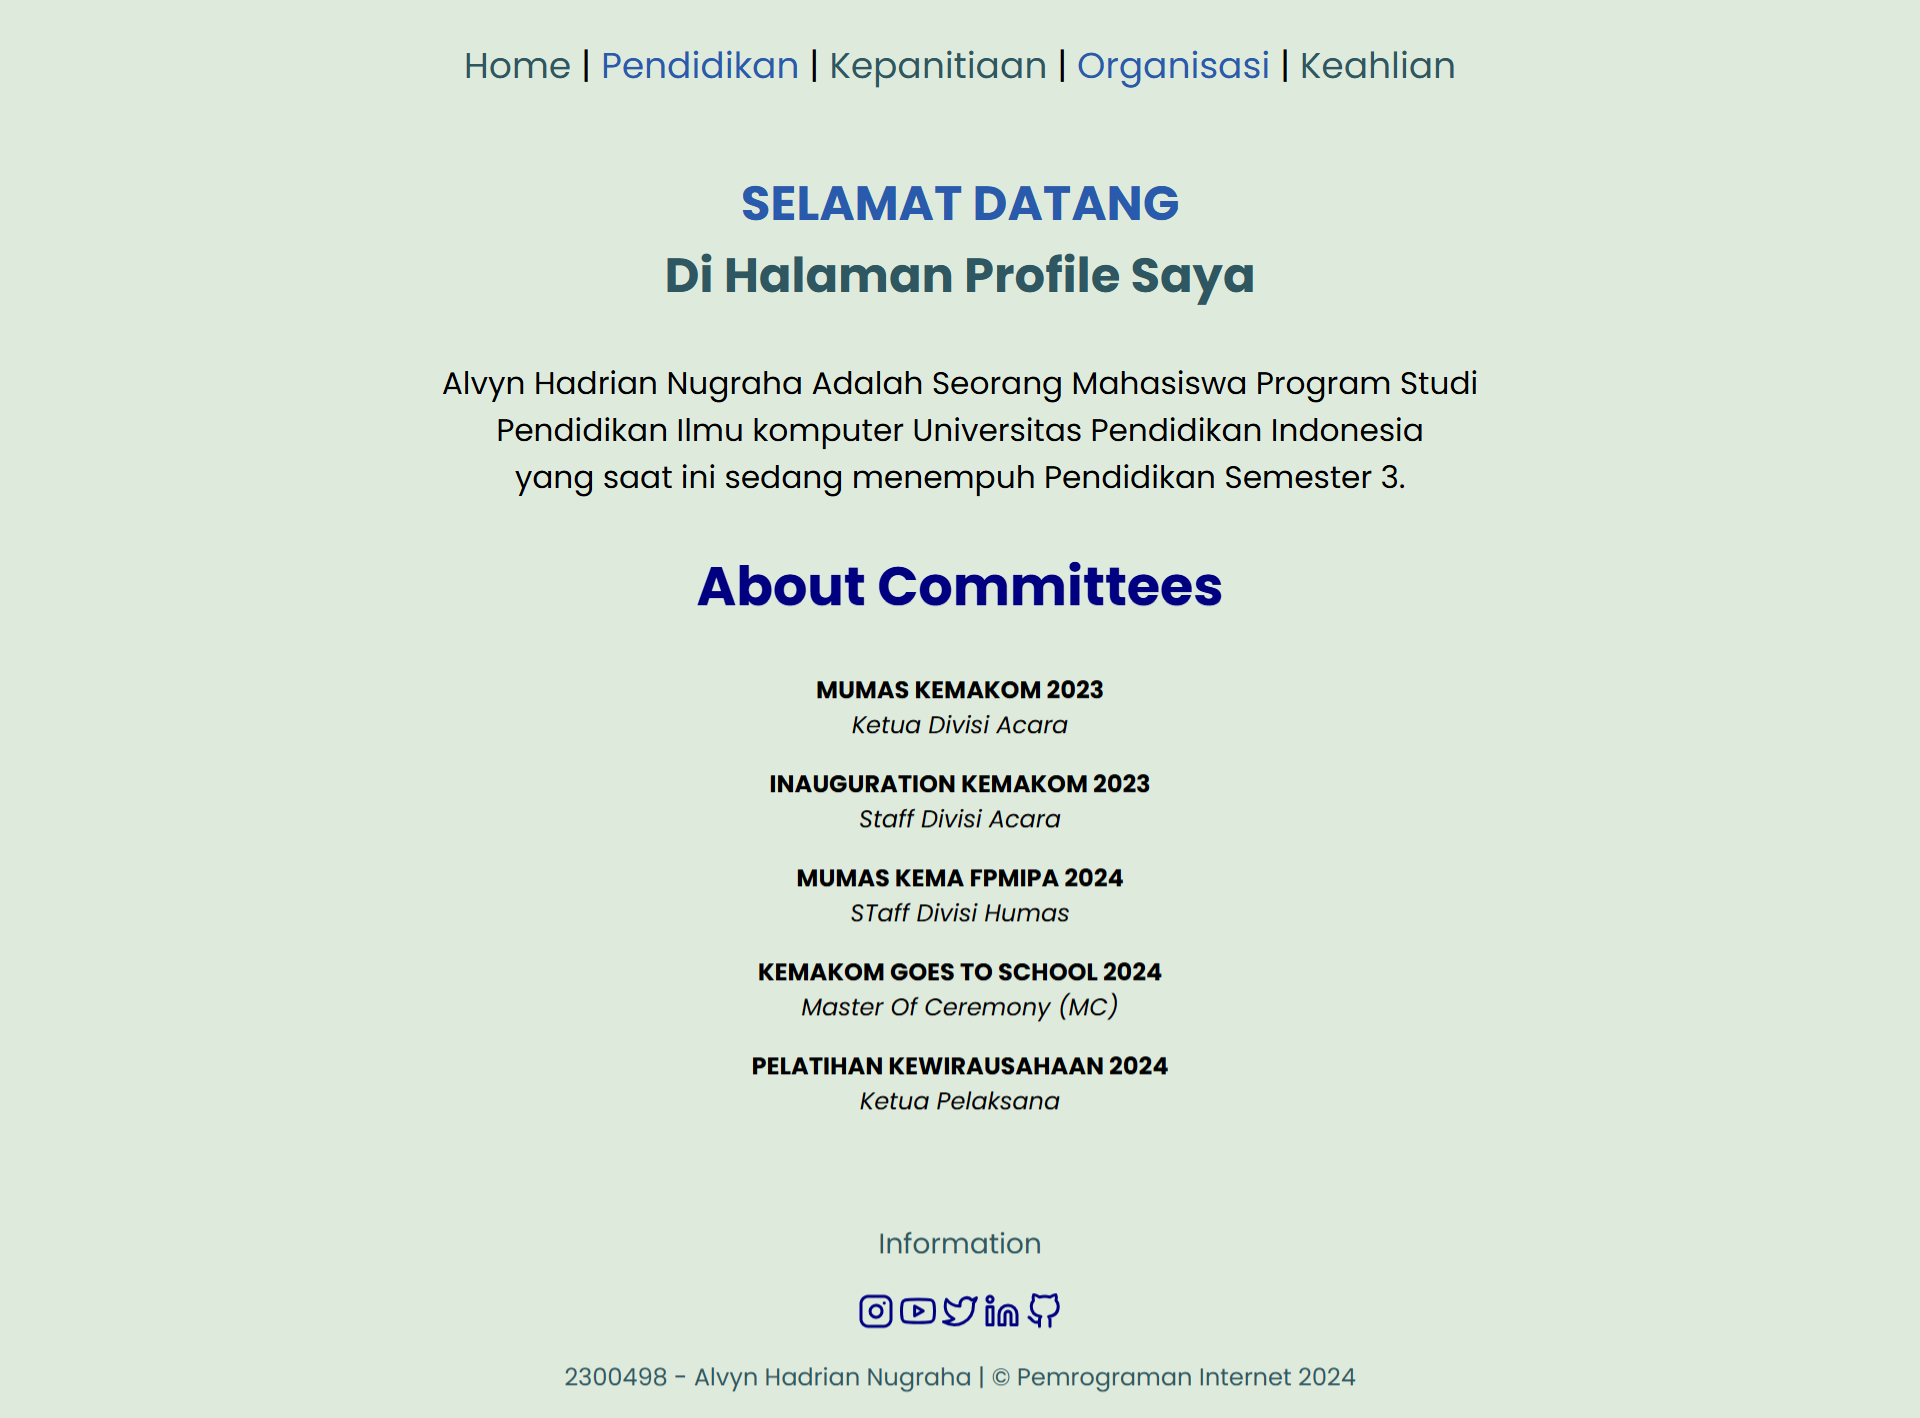 Home | Pendidikan | Kepanitiaan | Organisasi | Keahlian
SELAMAT DATANG
Di Halaman Profile Saya
Alvyn Hadrian Nugraha Adalah Seorang Mahasiswa Program Studi
Pendidikan Ilmu komputer Universitas Pendidikan Indonesia
yang saat ini sedang menempuh Pendidikan Semester 3.
About Committees
MUMAS KEMAKOM 2023
Ketua Divisi Acara
INAUGURATION KEMAKOM 2023
Staff Divisi Acara
MUMAS KEMA FPMIPA 2024
STaff Divisi Humas
KEMAKOM GOES TO SCHOOL 2024
Master Of Ceremony (MC)
PELATIHAN KEWIRAUSAHAAN 2024
Ketua Pelaksana
Information
2300498 - Alvyn Hadrian Nugraha | © Pemrograman Internet 2024